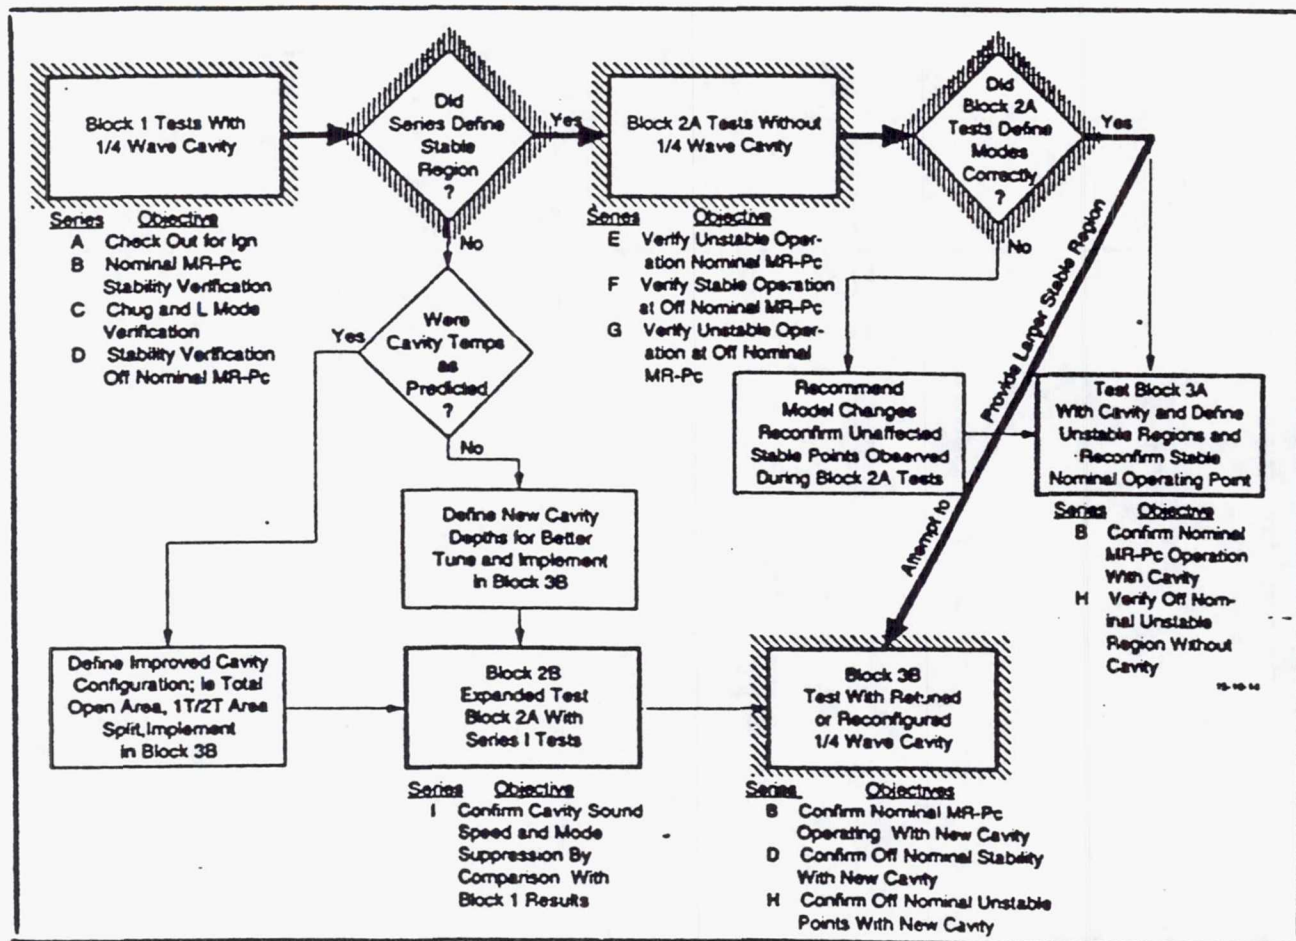 Block 1 Tests With
1/4 Wave Cavity
Did
Series Define
Stable
Region
?
Yes
Block 2A Tests Without
1/4 Wave Cavity
Did
Block 2A
Tests Define
Modes
Correctly
?
Yes
Series Objective
A Check Out for Ign
B Nominal MR-Pc
Stability Verification
C Chug and L Mode
Verification
D Stability Verification
Off Nominal MR-Pc
No
Series Objective
E Verify Unstable Oper-
ation Nominal MR-Pc
F Verify Stable Operation
at Off Nominal MR-Pc
G Verify Unstable Oper-
ation at Off Nominal
MR-Pc
No
Yes
Were
Cavity Temps
as
Predicted
?
No
Attempt to Provide Larger Stable Region
Recommend
Model Changes
Reconfirm Unaffected
Stable Points Observed
During Block 2A Tests
Test Block 3A
With Cavity and Define
Unstable Regions and
Reconfirm Stable
Nominal Operating Point
Series Objective
B Confirm Nominal
MR-Pc Operation
With Cavity
H Verify Off Nom-
inal Unstable
Region Without
Cavity
Define New Cavity
Depths for Better
Tune and Implement
in Block 3B
Define Improved Cavity
Configuration; ie Total
Open Area, 1T/2T Area
Split, Implement
in Block 3B
Block 2B
Expanded Test
Block 2A With
Series I Tests
Block 3B
Test With Retuned
or Reconfigured
1/4 Wave Cavity
Series Objective
I Confirm Cavity Sound
Speed and Mode
Suppression By
Comparison With
Block 1 Results
Series Objectives
B Confirm Nominal MR-Pc
Operating With New Cavity
D Confirm Off Nominal Stability
With New Cavity
H Confirm Off Nominal Unstable
Points With New Cavity